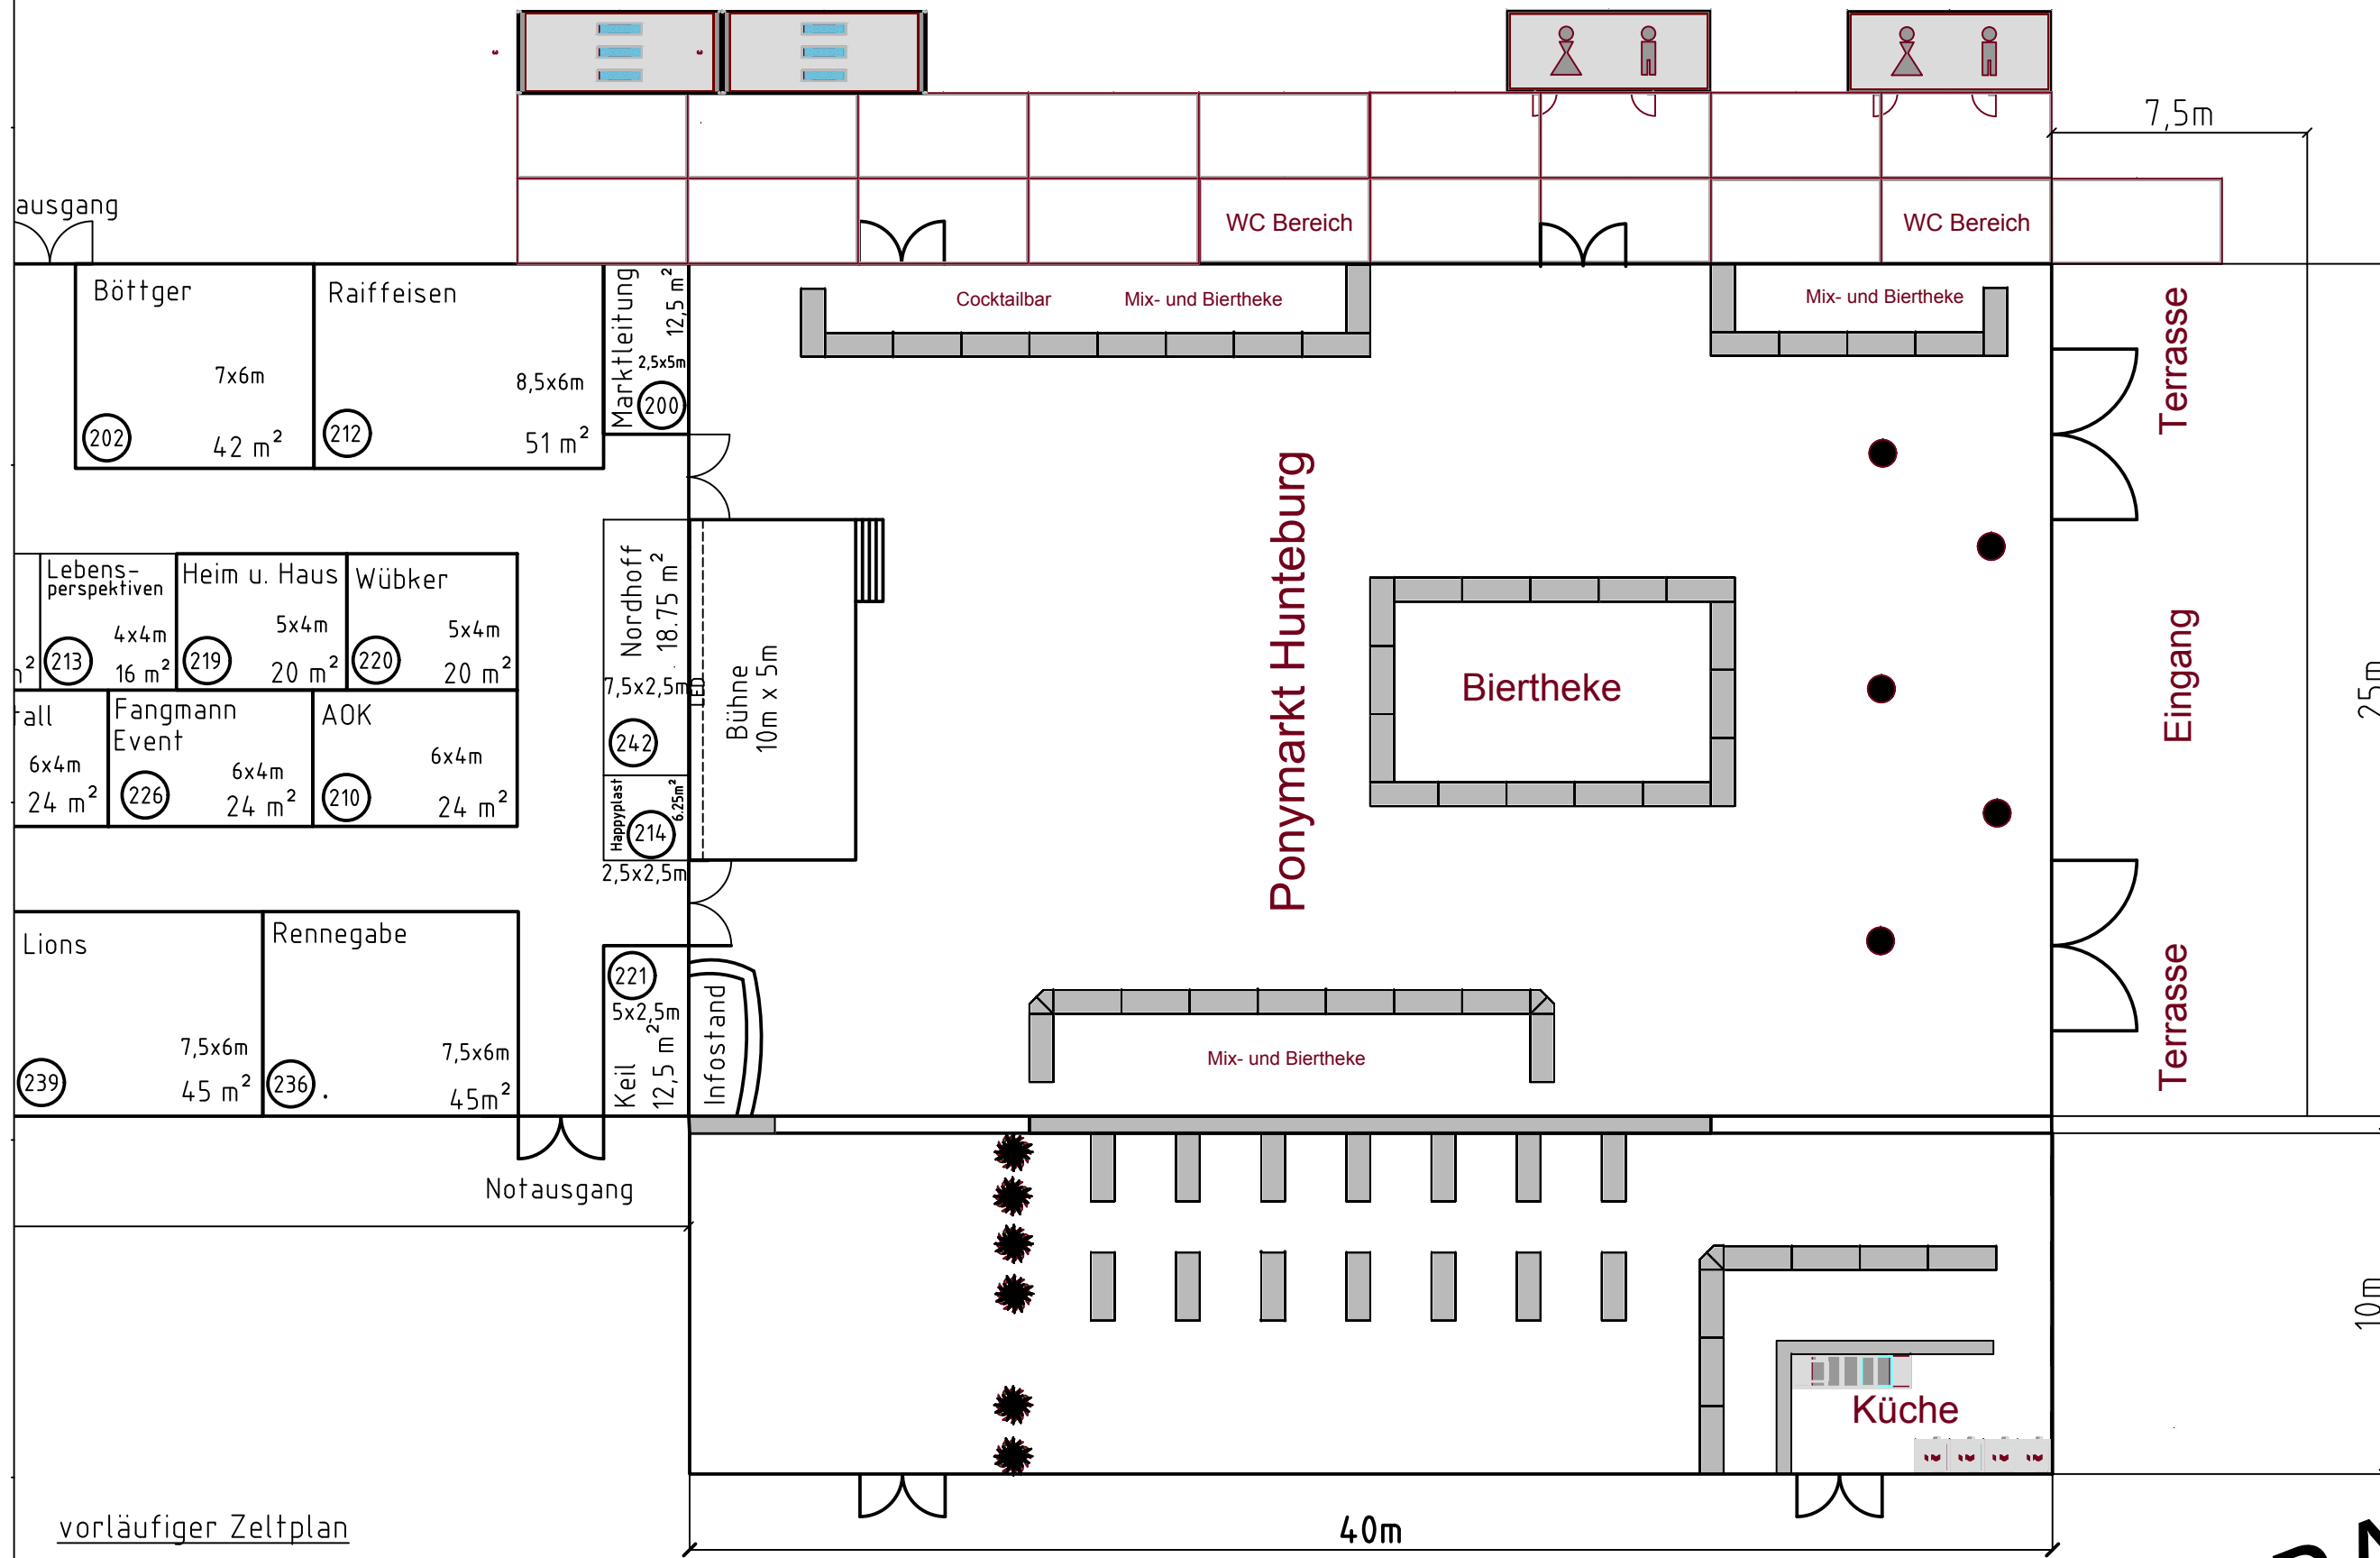 7,5m
ausgang
WC Bereich
WC Bereich
Böttger
7x6m
202
42 m²
Raiffeisen
8,5x6m
212
51 m²
Marktleitung
12,5 m²
2,5x5m
200
Cocktailbar
Mix- und Biertheke
Mix- und Biertheke
Terrasse
Lebens-
perspektiven
4x4m
213
16 m²
Heim u. Haus
5x4m
219
20 m²
Wübker
5x4m
220
20 m²
Nordhoff
18.75 m²
7,5x2,5m
242
LED
Bühne
10m x 5m
Ponymarkt Hunteburg
Biertheke
Eingang
25m
tall
6x4m
24 m²
Fangmann
Event
6x4m
226
24 m²
AOK
6x4m
210
24 m²
Happyplast
6.25m²
214
2,5x2,5m
Lions
7,5x6m
239
45 m²
Rennegabe
7,5x6m
236
45m²
221
5x2,5m
Keil
12,5 m²
Infostand
Mix- und Biertheke
Terrasse
Notausgang
10m
Küche
vorläufiger Zeltplan
40m